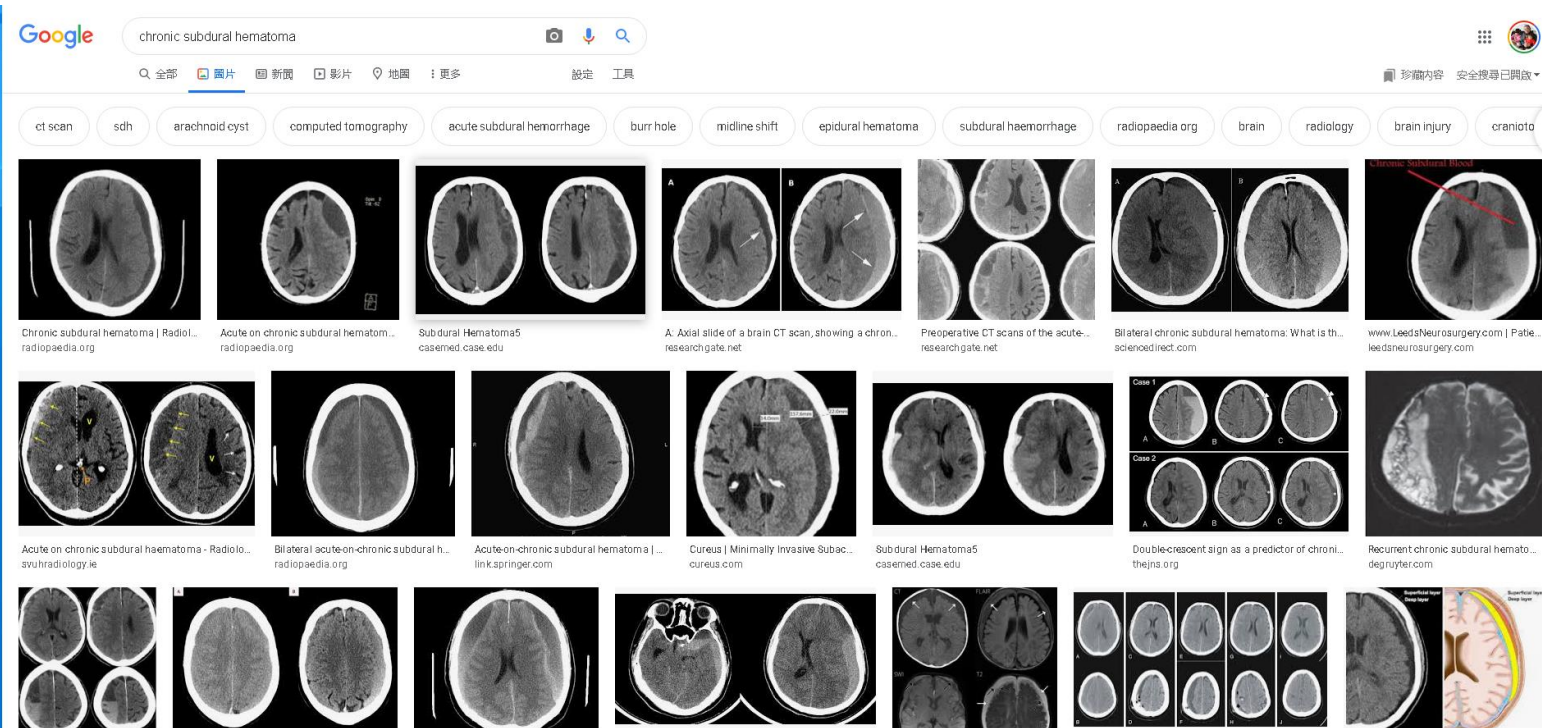 Google
chronic subdural hematoma
全部 圖片 新聞 影片 地圖 更多 設定 工具
珍藏內容 安全搜尋已開啟
ct scan sdh arachnoid cyst computed tomography acute subdural hemorrhage burr hole midline shift epidural hematoma subdural haemorrhage radiopaedia org brain radiology brain injury cranioto
Chronic Subdural Blood
A B
A B
Chronic subdural hematoma | Radiol...
radiopaedia.org
Acute on chronic subdural hematom...
radiopaedia.org
Subdural Hematoma5
casemed.case.edu
A: Axial slide of a brain CT scan, showing a chron...
researchgate.net
Preoperative CT scans of the acute-...
researchgate.net
Bilateral chronic subdural hematoma: What is th...
sciencedirect.com
www.LeedsNeurosurgery.com | Patie...
leedsneurosurgery.com
V
V
P
R L
Case 1
A B C
Case 2
A B C
Acute on chronic subdural haematoma - Radiolo...
svuhradiology.ie
Bilateral acute-on-chronic subdural h...
radiopaedia.org
Acute-on-chronic subdural hematoma | ...
link.springer.com
Cureus | Minimally Invasive Subac...
cureus.com
Subdural Hematoma5
casemed.case.edu
Double-crescent sign as a predictor of chroni...
thejns.org
Recurrent chronic subdural hemato...
degruyter.com
A B
CT FLAIR
SWI T2
A C E G I
B D F H J
Superficial layer
Deep layer
Superficial layer
Deep layer